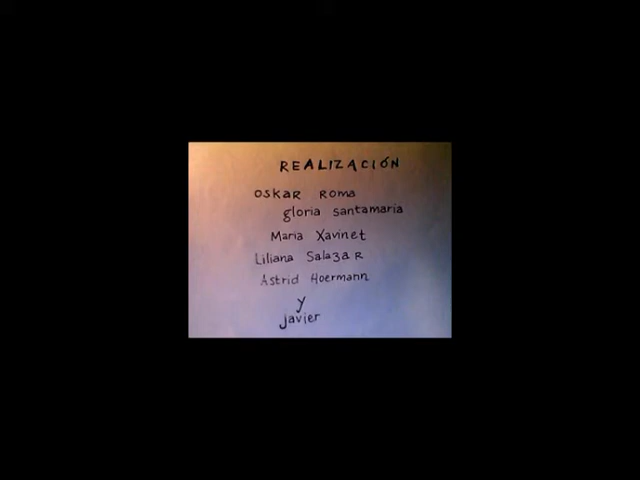 REALIZACIÓN
OSKAR ROMA
gloria santamaria
Maria Xavinet
Liliana Salazar
Astrid Hoermann
y
javier